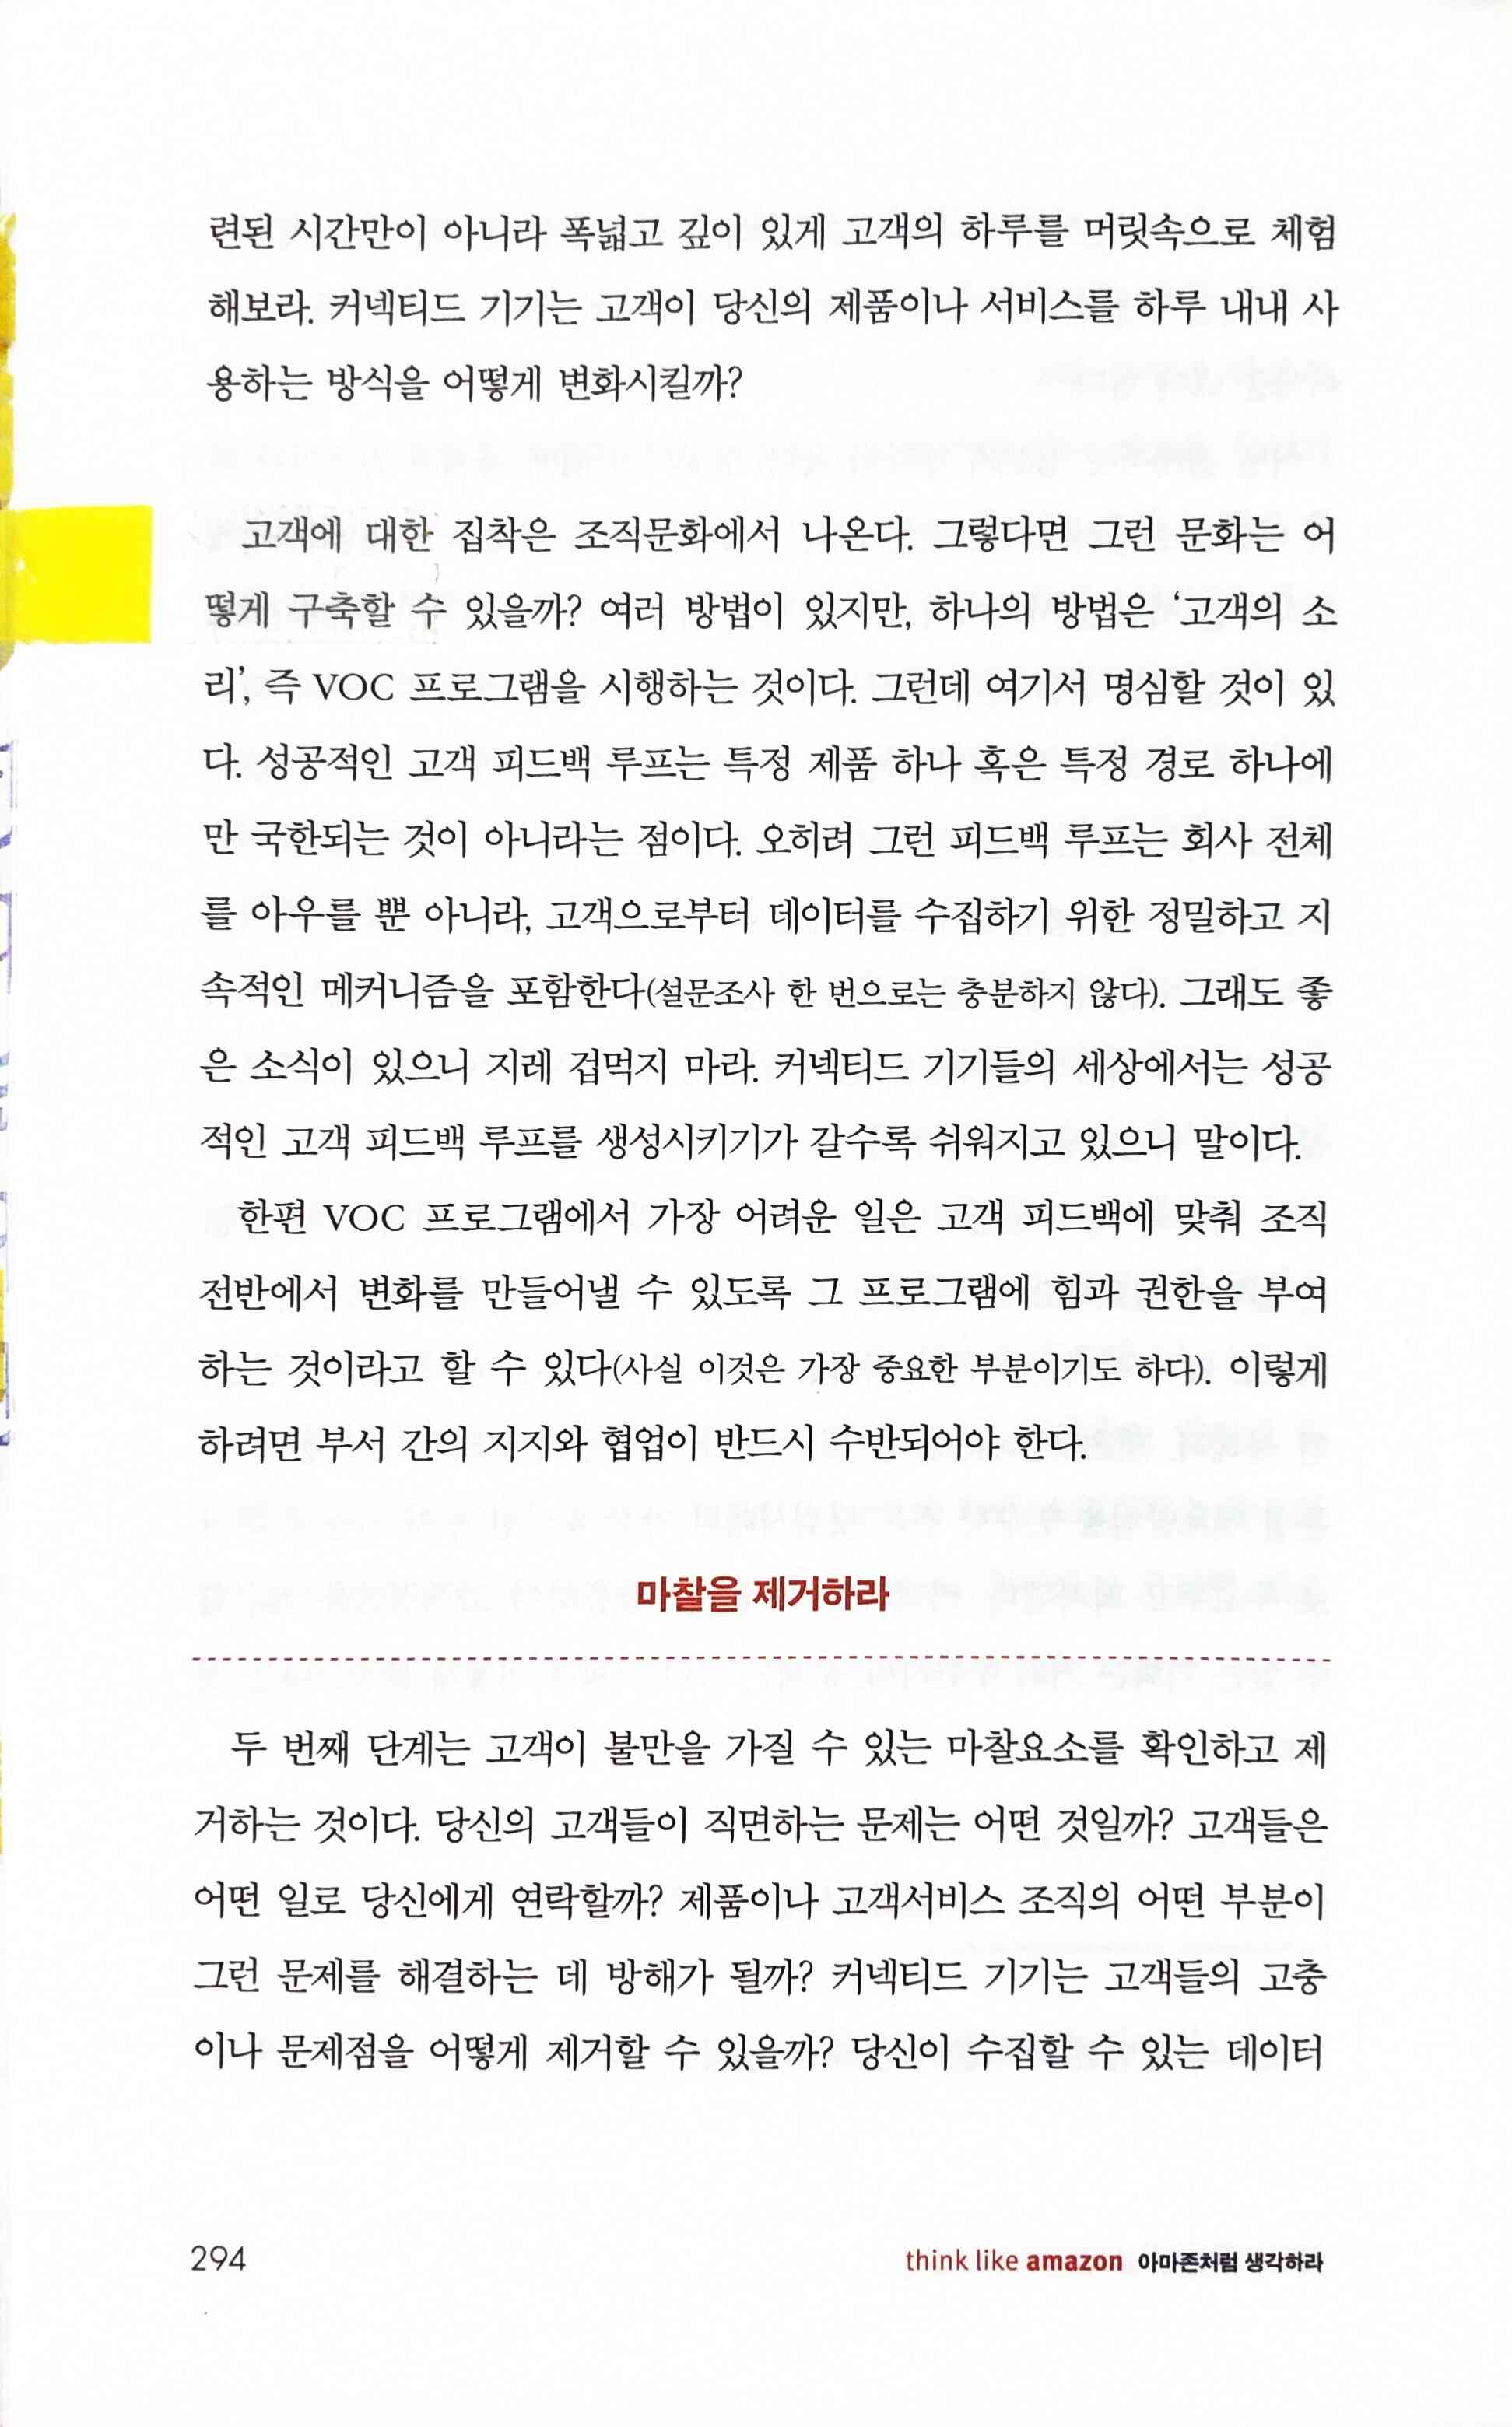 련된 시간만이 아니라 폭넓고 깊이 있게 고객의 하루를 머릿속으로 체험
해보라. 커넥티드 기기는 고객이 당신의 제품이나 서비스를 하루 내내 사
용하는 방식을 어떻게 변화시킬까?
고객에 대한 집착은 조직문화에서 나온다. 그렇다면 그런 문화는 어
떻게 구축할 수 있을까? 여러 방법이 있지만, 하나의 방법은 ‘고객의 소
리’, 즉 VOC 프로그램을 시행하는 것이다. 그런데 여기서 명심할 것이 있
다. 성공적인 고객 피드백 루프는 특정 제품 하나 혹은 특정 경로 하나에
만 국한되는 것이 아니라는 점이다. 오히려 그런 피드백 루프는 회사 전체
를 아우를 뿐 아니라, 고객으로부터 데이터를 수집하기 위한 정밀하고 지
속적인 메커니즘을 포함한다(설문조사 한 번으로는 충분하지 않다). 그래도 좋
은 소식이 있으니 지레 겁먹지 마라. 커넥티드 기기들의 세상에서는 성공
적인 고객 피드백 루프를 생성시키기가 갈수록 쉬워지고 있으니 말이다.
한편 VOC 프로그램에서 가장 어려운 일은 고객 피드백에 맞춰 조직
전반에서 변화를 만들어낼 수 있도록 그 프로그램에 힘과 권한을 부여
하는 것이라고 할 수 있다(사실 이것은 가장 중요한 부분이기도 하다). 이렇게
하려면 부서 간의 지지와 협업이 반드시 수반되어야 한다.
마찰을 제거하라
두 번째 단계는 고객이 불만을 가질 수 있는 마찰요소를 확인하고 제
거하는 것이다. 당신의 고객들이 직면하는 문제는 어떤 것일까? 고객들은
어떤 일로 당신에게 연락할까? 제품이나 고객서비스 조직의 어떤 부분이
그런 문제를 해결하는 데 방해가 될까? 커넥티드 기기는 고객들의 고충
이나 문제점을 어떻게 제거할 수 있을까? 당신이 수집할 수 있는 데이터
294
think like amazon 아마존처럼 생각하라